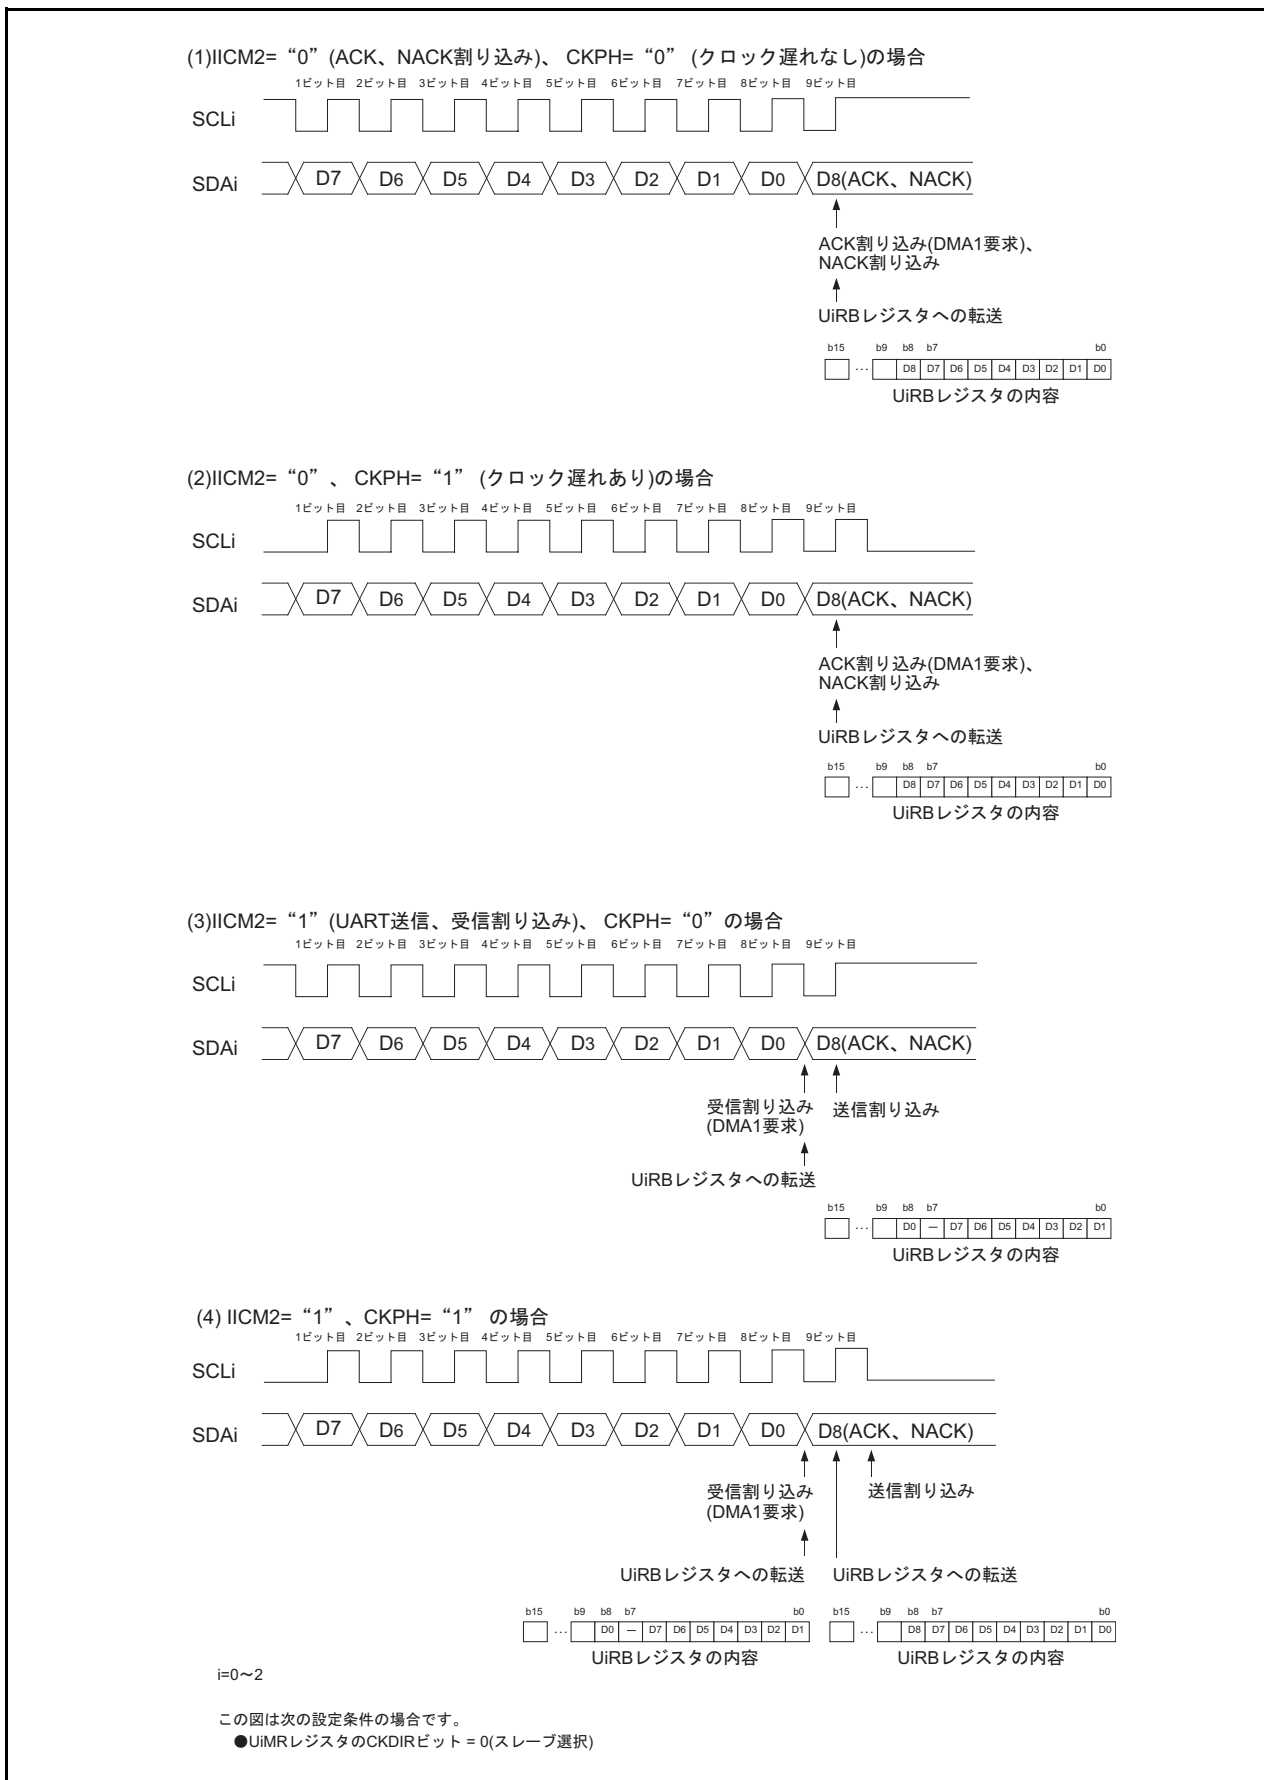 (1)IICM2= “0” (ACK、NACK割り込み)、 CKPH= “0” (クロック遅れなし)の場合
1ビット目 2ビット目 3ビット目 4ビット目 5ビット目 6ビット目 7ビット目 8ビット目 9ビット目
SCLi
SDAi D7 D6 D5 D4 D3 D2 D1 D0 D8(ACK、NACK)
ACK割り込み(DMA1要求)、
NACK割り込み
UiRBレジスタへの転送
b15 b9 b8 b7 b0
… D8 D7 D6 D5 D4 D3 D2 D1 D0
UiRBレジスタの内容
(2)IICM2= “0” 、 CKPH= “1” (クロック遅れあり)の場合
1ビット目 2ビット目 3ビット目 4ビット目 5ビット目 6ビット目 7ビット目 8ビット目 9ビット目
SCLi
SDAi D7 D6 D5 D4 D3 D2 D1 D0 D8(ACK、NACK)
ACK割り込み(DMA1要求)、
NACK割り込み
UiRBレジスタへの転送
b15 b9 b8 b7 b0
… D8 D7 D6 D5 D4 D3 D2 D1 D0
UiRBレジスタの内容
(3)IICM2= “1” (UART送信、受信割り込み)、 CKPH= “0” の場合
1ビット目 2ビット目 3ビット目 4ビット目 5ビット目 6ビット目 7ビット目 8ビット目 9ビット目
SCLi
SDAi D7 D6 D5 D4 D3 D2 D1 D0 D8(ACK、NACK)
受信割り込み 送信割り込み
(DMA1要求)
UiRBレジスタへの転送
b15 b9 b8 b7 b0
… D0 — D7 D6 D5 D4 D3 D2 D1
UiRBレジスタの内容
(4) IICM2= “1” 、CKPH= “1” の場合
1ビット目 2ビット目 3ビット目 4ビット目 5ビット目 6ビット目 7ビット目 8ビット目 9ビット目
SCLi
SDAi D7 D6 D5 D4 D3 D2 D1 D0 D8(ACK、NACK)
受信割り込み 送信割り込み
(DMA1要求)
UiRBレジスタへの転送 UiRBレジスタへの転送
b15 b9 b8 b7 b0 b15 b9 b8 b7 b0
… D0 — D7 D6 D5 D4 D3 D2 D1 … D8 D7 D6 D5 D4 D3 D2 D1 D0
UiRBレジスタの内容 UiRBレジスタの内容
i=0～2
この図は次の設定条件の場合です。
●UiMRレジスタのCKDIRビット = 0(スレーブ選択)